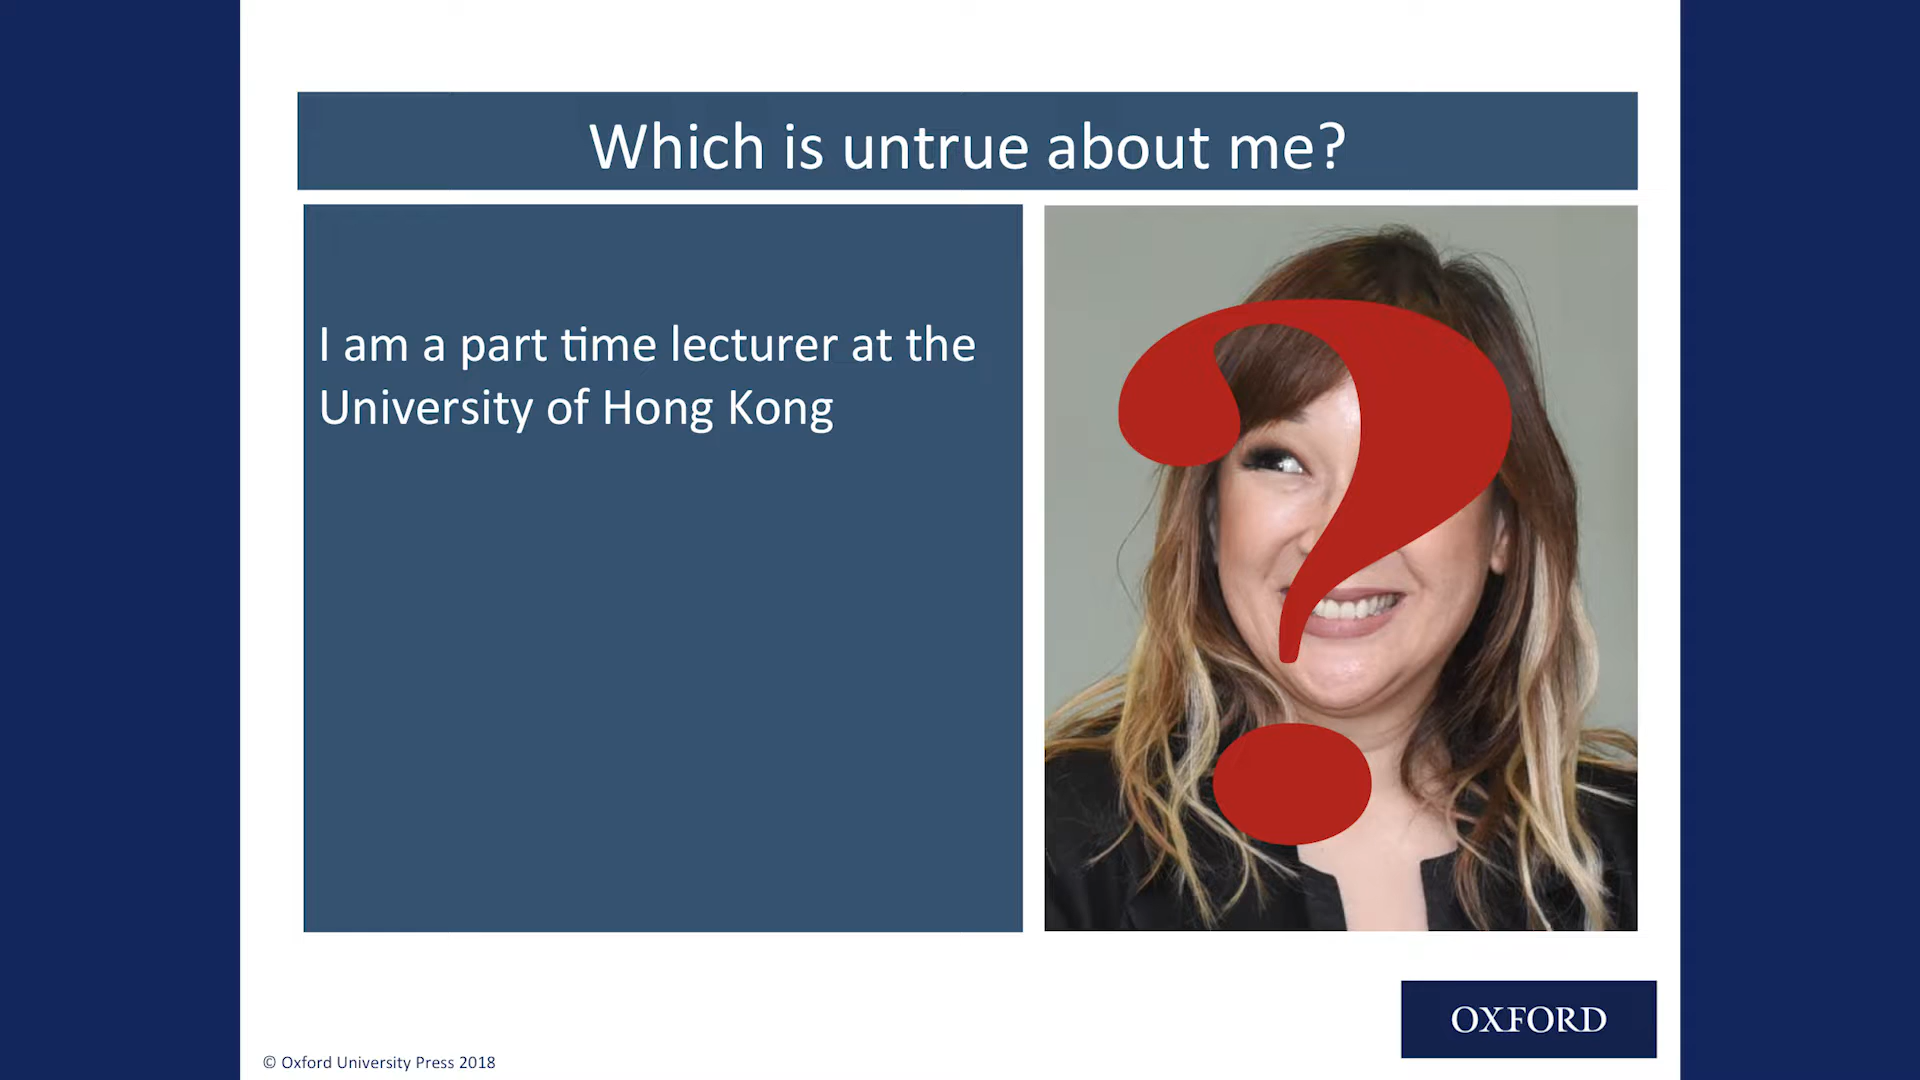 Which is untrue about me?
I am a part time lecturer at the
University of Hong Kong
?
OXFORD
© Oxford University Press 2018